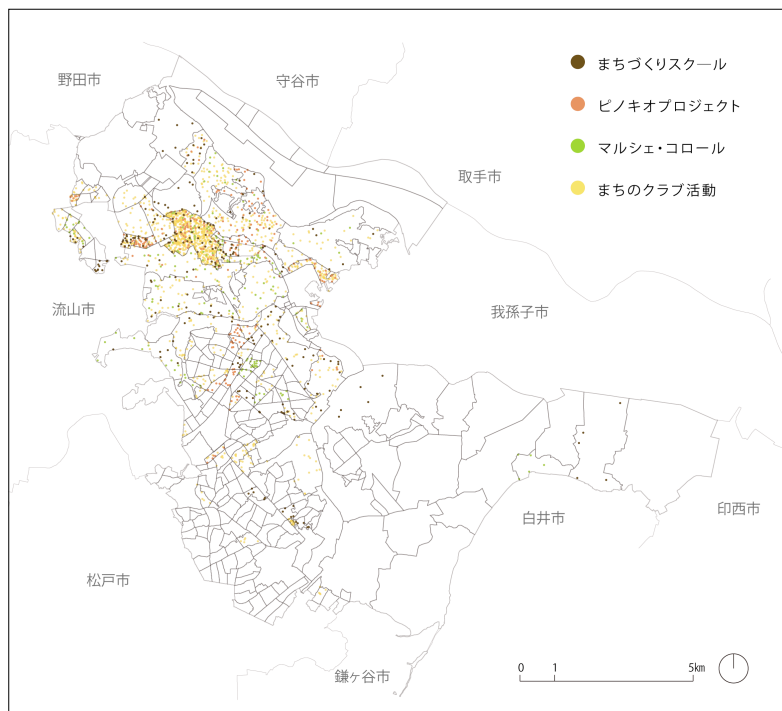 野田市
守谷市
まちづくりスクール
ピノキオプロジェクト
マルシェ・コロール
まちのクラブ活動
取手市
流山市
我孫子市
白井市
印西市
松戸市
鎌ヶ谷市
0 1 5km